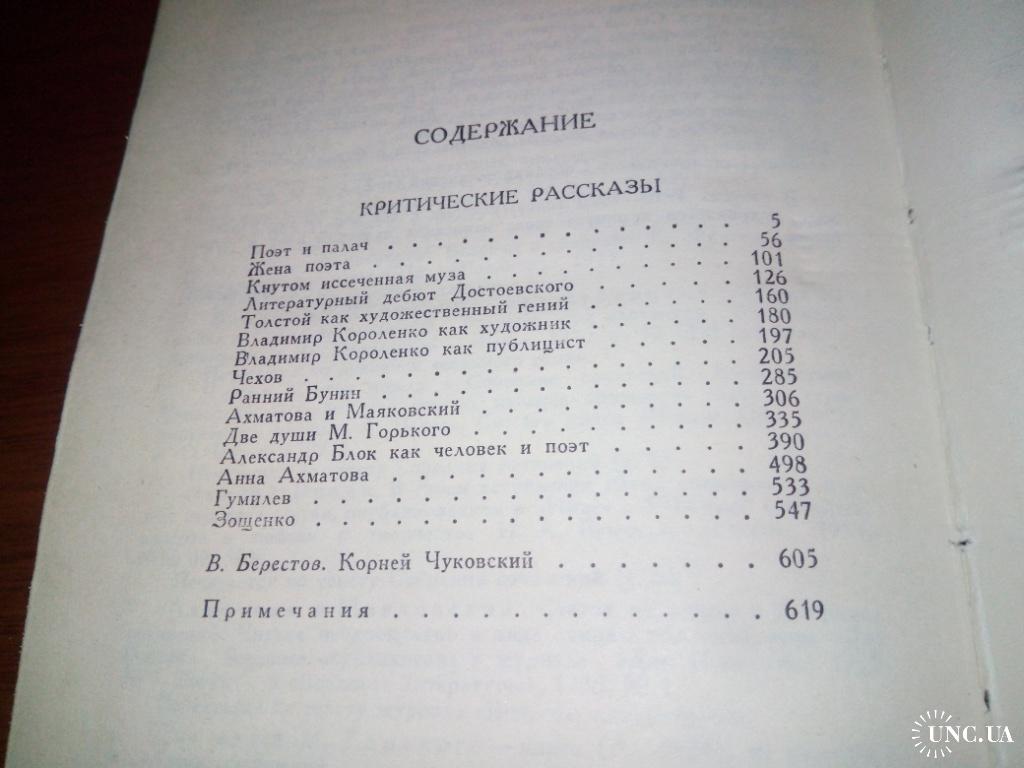 СОДЕРЖАНИЕ
КРИТИЧЕСКИЕ РАССКАЗЫ
Поэт и палач . . . . . . . . . . . . . . . 5
Жена поэта . . . . . . . . . . . . . . . 56
Кнутом иссеченная муза . . . . . . . . . . 101
Литературный дебют Достоевского . . . . . 126
Толстой как художественный гений . . . . . 160
Владимир Короленко как художник . . . . . 180
Владимир Короленко как публицист . . . . . 197
Чехов . . . . . . . . . . . . . . . . . 205
Ранний Бунин . . . . . . . . . . . . . . 285
Ахматова и Маяковский . . . . . . . . . . 306
Две души М. Горького . . . . . . . . . . 335
Александр Блок как человек и поэт . . . . . 390
Анна Ахматова . . . . . . . . . . . . . 498
Гумилев . . . . . . . . . . . . . . . . 533
Зощенко . . . . . . . . . . . . . . . . 547
В. Берестов. Корней Чуковский . . . . . . . 605
Примечания . . . . . . . . . . . . . . 619
UNC.UA